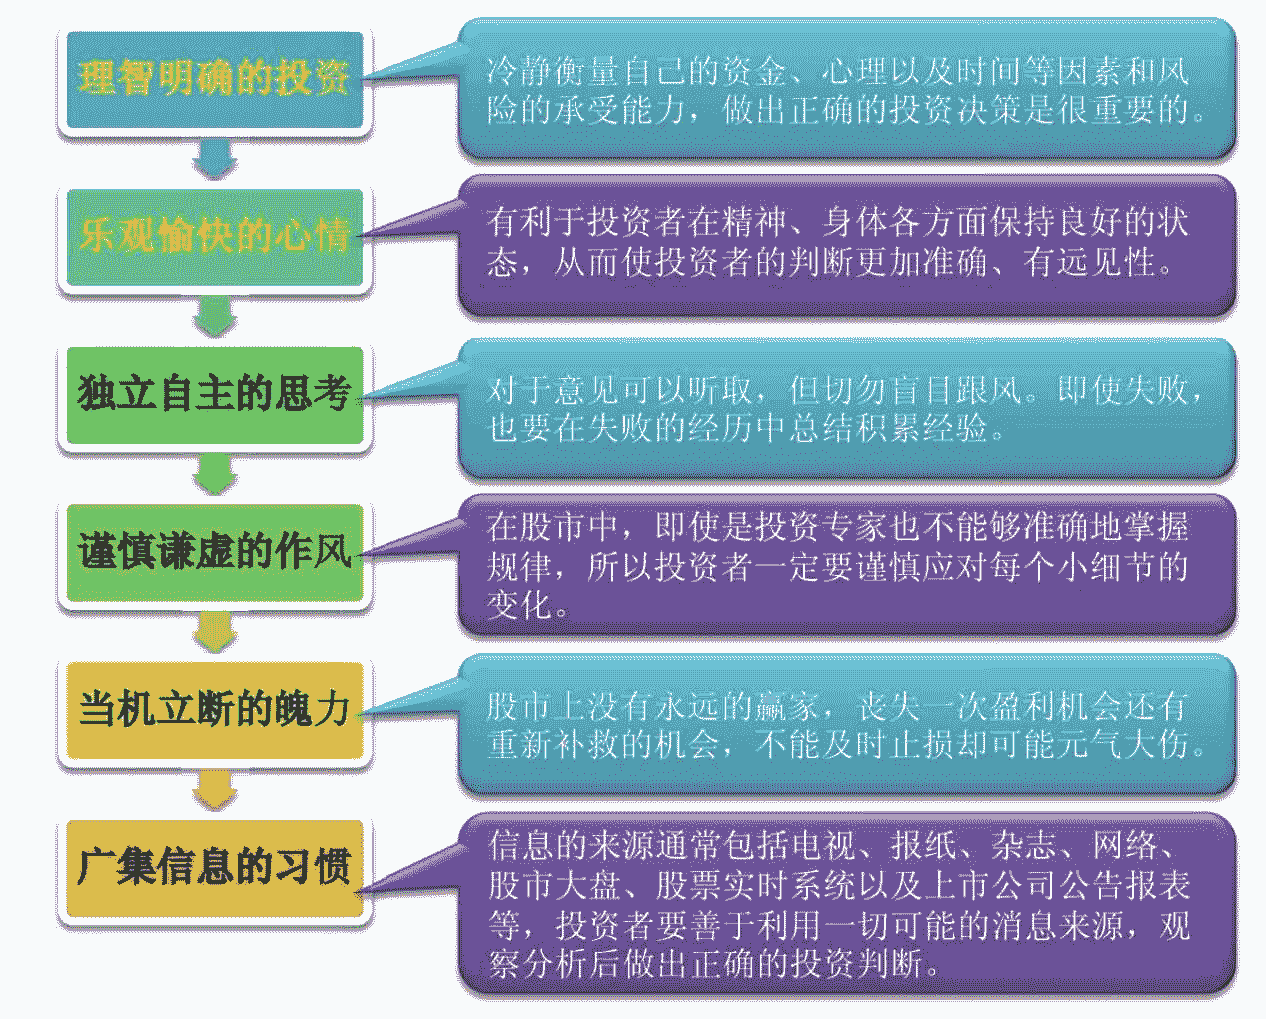 理智明确的投资
冷静衡量自己的资金、心理以及时间等因素和风
险的承受能力，做出正确的投资决策是很重要的。
乐观愉快的心情
有利于投资者在精神、身体各方面保持良好的状
态，从而使投资者的判断更加准确、有远见性。
独立自主的思考
对于意见可以听取，但切勿盲目跟风。即使失败，
也要在失败的经历中总结积累经验。
谨慎谦虚的作风
在股市中，即使是投资专家也不能够准确地掌握
规律，所以投资者一定要谨慎应对每个小细节的
变化。
当机立断的魄力
股市上没有永远的赢家，丧失一次盈利机会还有
重新补救的机会，不能及时止损却可能元气大伤。
广集信息的习惯
信息的来源通常包括电视、报纸、杂志、网络、
股市大盘、股票实时系统以及上市公司公告报表
等，投资者要善于利用一切可能的消息来源，观
察分析后做出正确的投资判断。